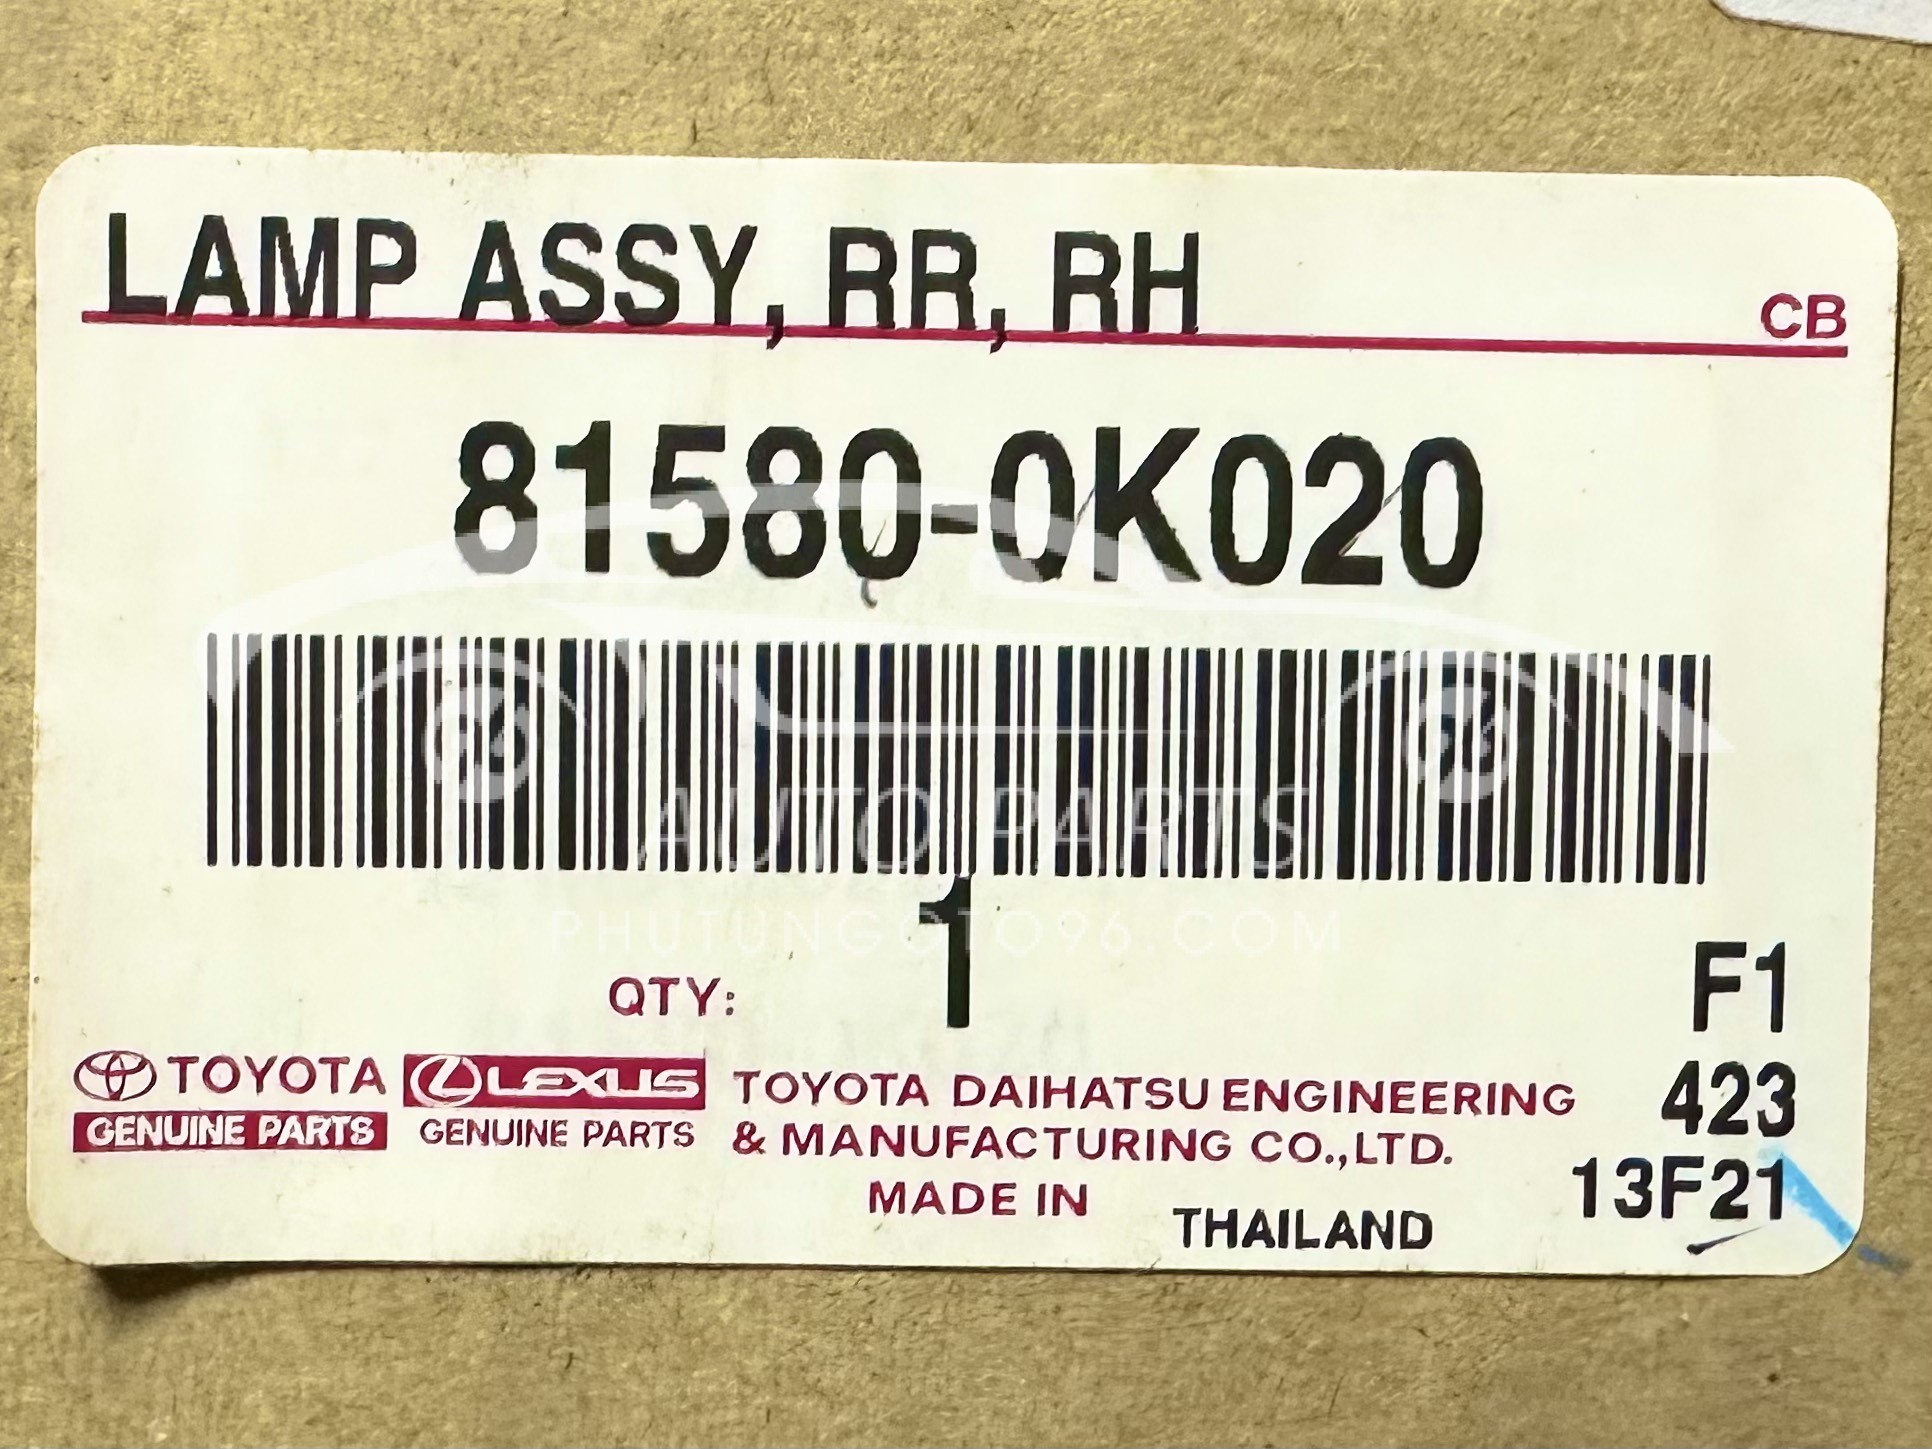 LAMP ASSY, RR, RH
CB
81580-0K020
AUTO PARTS
PHUTUNGOTO96.COM
QTY: 1
F1
TOYOTA
GENUINE PARTS
LEXUS
GENUINE PARTS
TOYOTA DAIHATSU ENGINEERING
& MANUFACTURING CO.,LTD.
MADE IN THAILAND
423
13F21